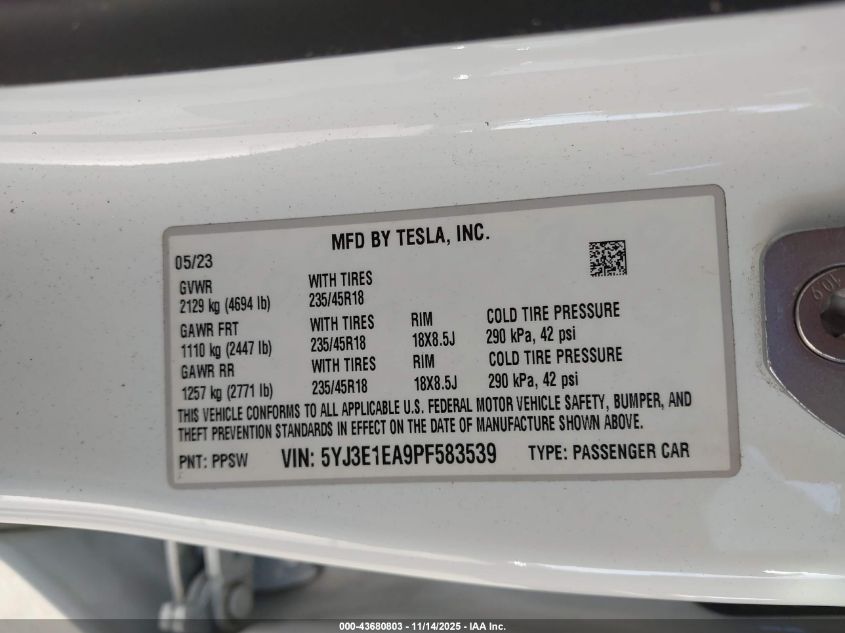 MFD BY TESLA, INC.
05/23
GVWR WITH TIRES
2129 kg (4694 lb) 235/45R18
GAWR FRT WITH TIRES RIM COLD TIRE PRESSURE
1110 kg (2447 lb) 235/45R18 18X8.5J 290 kPa, 42 psi
GAWR RR WITH TIRES RIM COLD TIRE PRESSURE
1257 kg (2771 lb) 235/45R18 18X8.5J 290 kPa, 42 psi
THIS VEHICLE CONFORMS TO ALL APPLICABLE U.S. FEDERAL MOTOR VEHICLE SAFETY, BUMPER, AND
THEFT PREVENTION STANDARDS IN EFFECT ON THE DATE OF MANUFACTURE SHOWN ABOVE.
PNT: PPSW VIN: 5YJ3E1EA9PF583539 TYPE: PASSENGER CAR
10.9
000-43680803 - 11/14/2025 - IAA Inc.